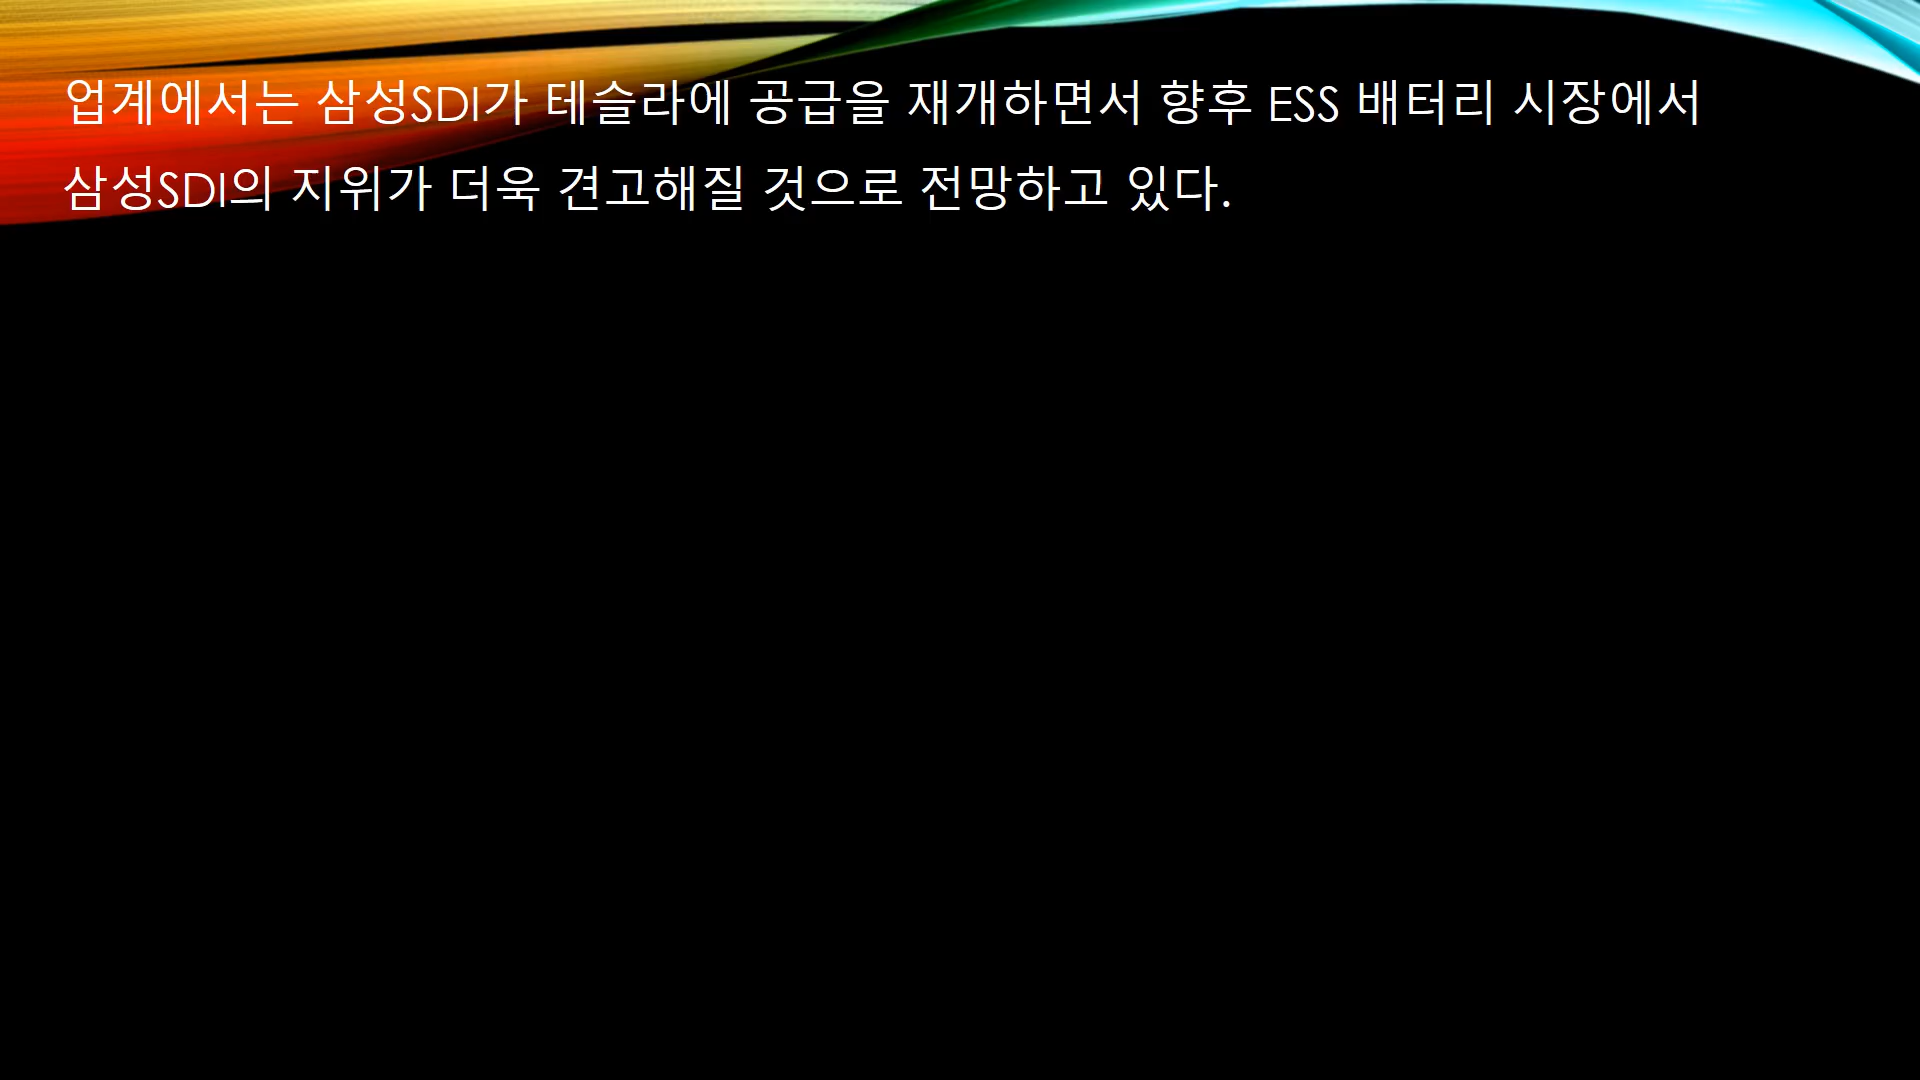 업계에서는 삼성SDI가 테슬라에 공급을 재개하면서 향후 ESS 배터리 시장에서
삼성SDI의 지위가 더욱 견고해질 것으로 전망하고 있다.